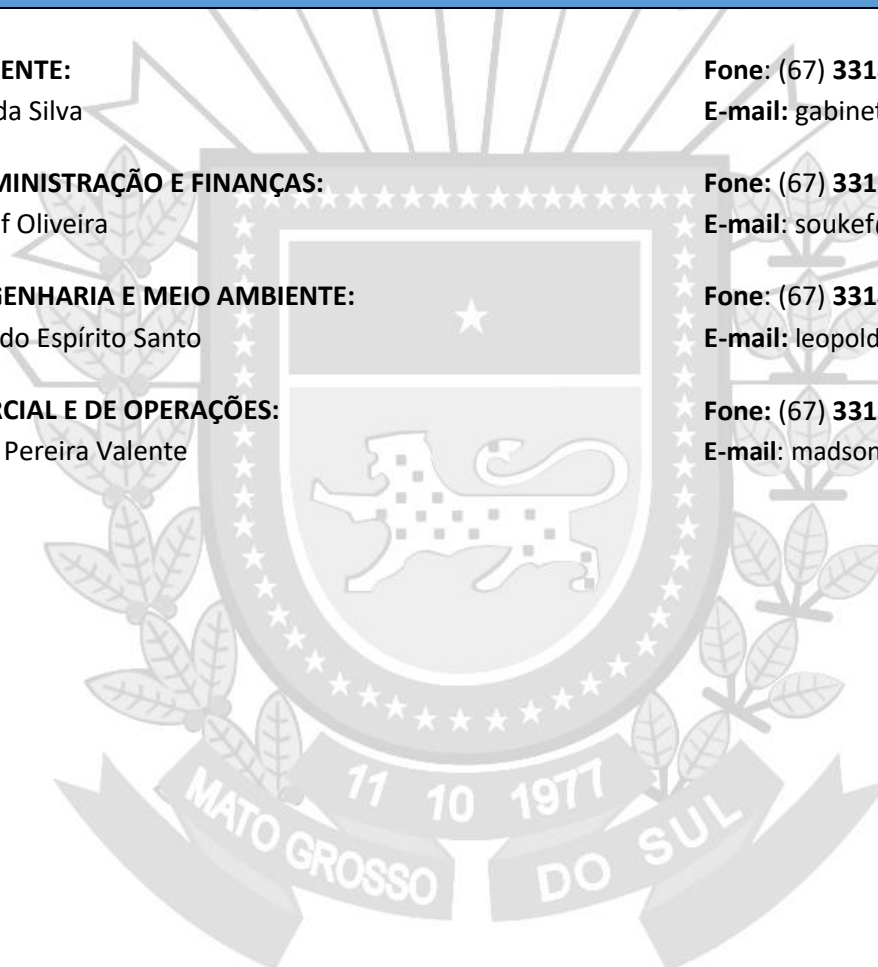 ENTE:
Fone: (67) 331
da Silva
E-mail: gabinet
MINISTRAÇÃO E FINANÇAS:
Fone: (67) 331
f Oliveira
E-mail: soukef
GENHARIA E MEIO AMBIENTE:
Fone: (67) 331
do Espírito Santo
E-mail: leopold
RCIAL E DE OPERAÇÕES:
Fone: (67) 331
Pereira Valente
E-mail: madson
11 10 1977
MATO GROSSO DO SUL